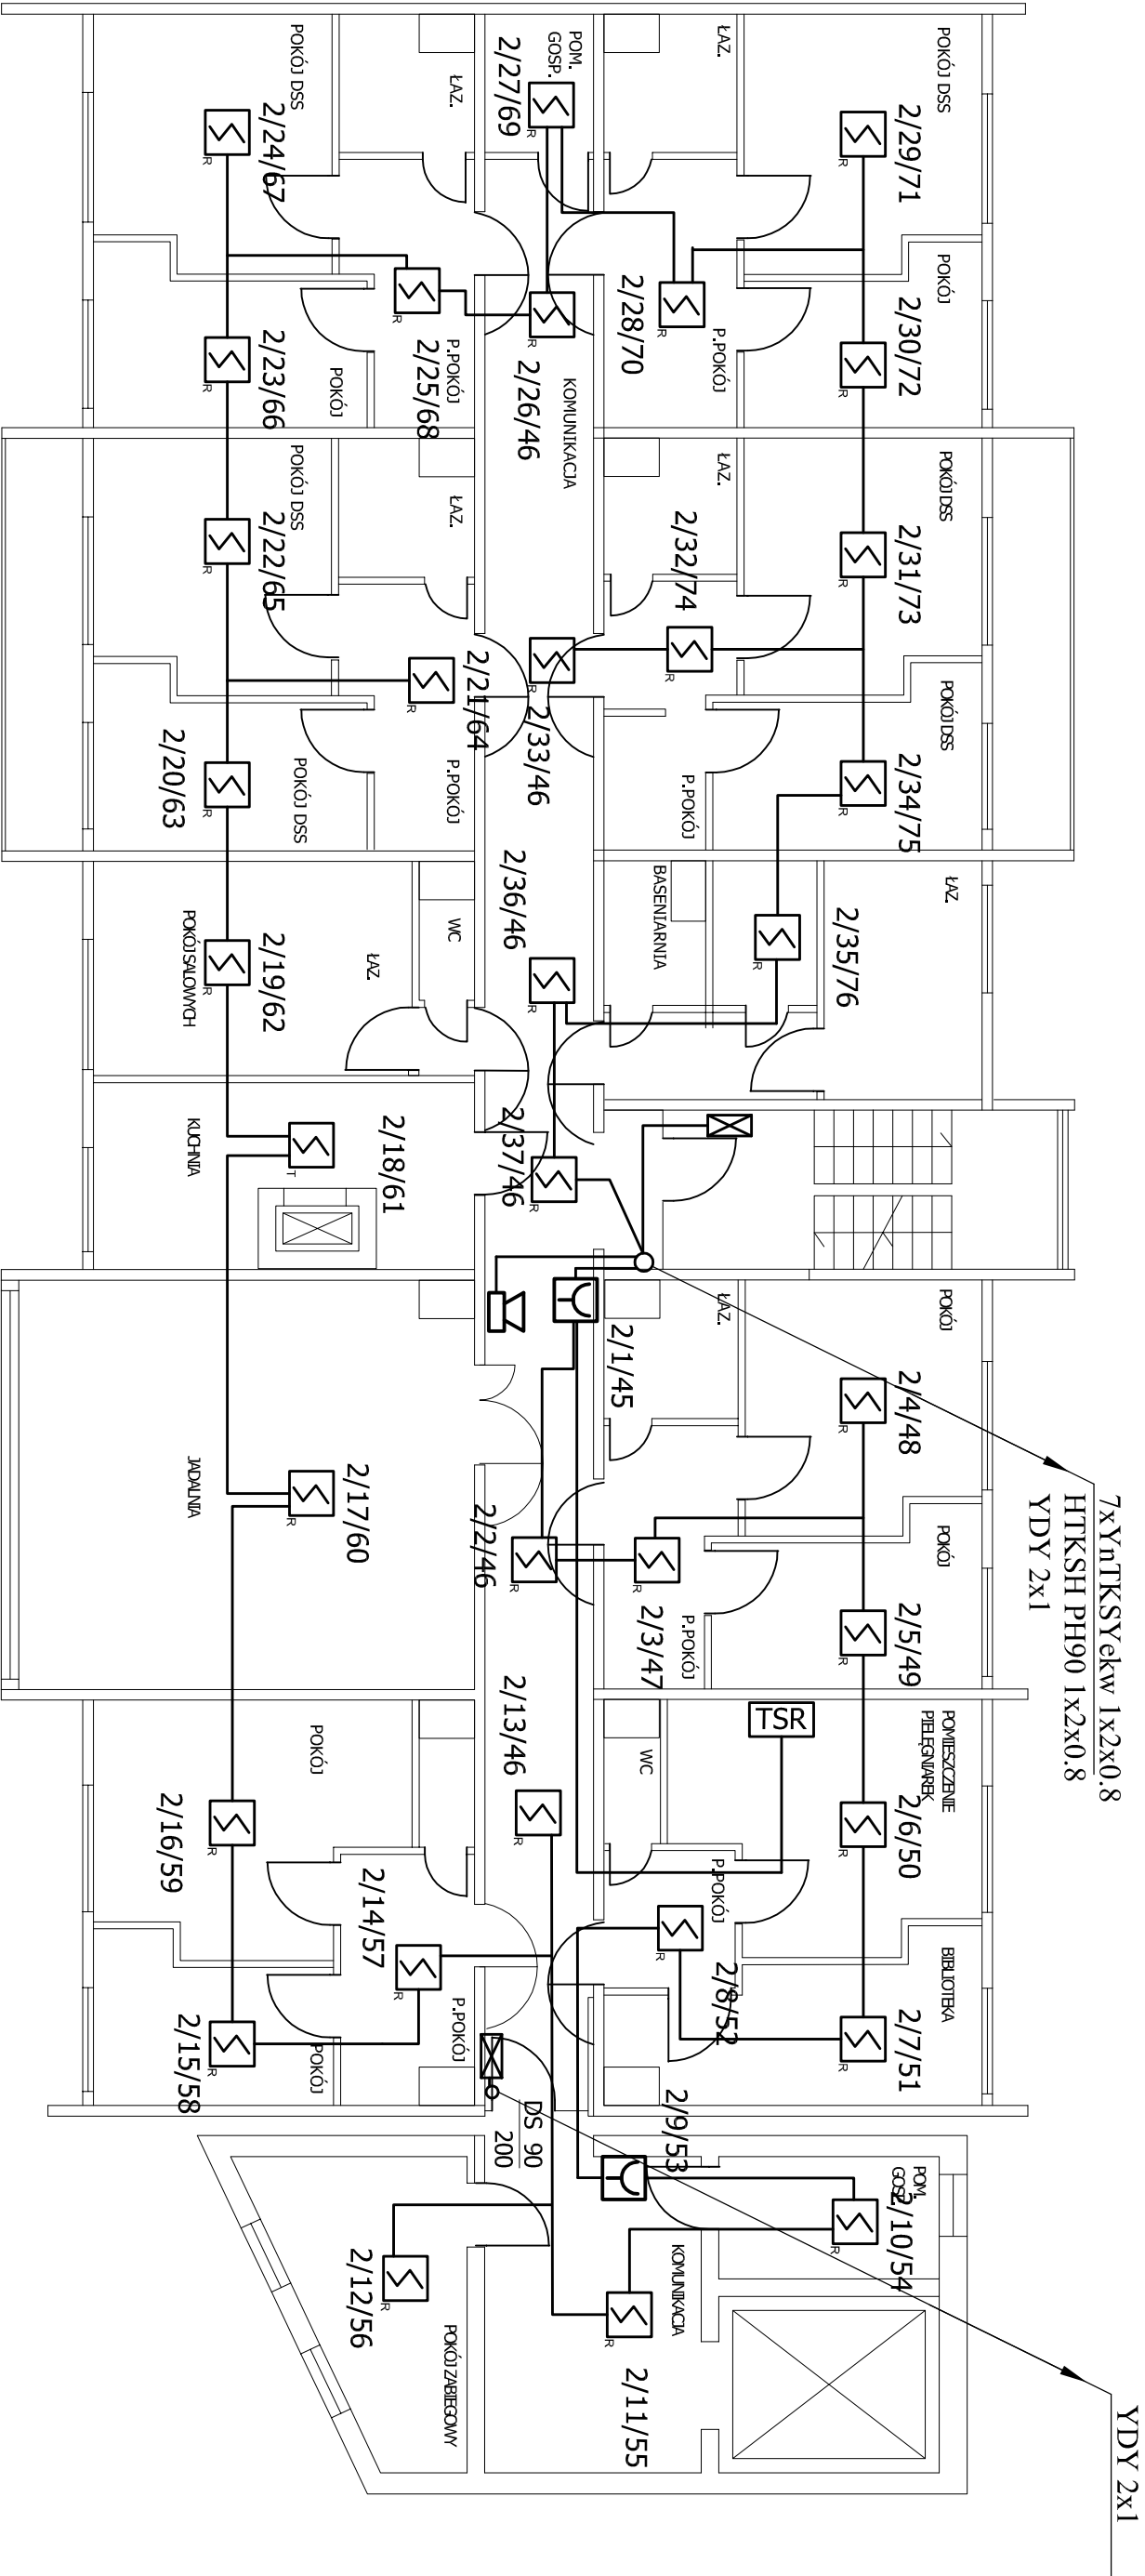 POKÓJ DSS
2/29/71
R
POKÓJ
2/30/72
R
POKÓJ DSS
2/31/73
R
POKÓJ DSS
2/34/75
R
ŁAZ.
2/35/76
R
POKÓJ
2/4/48
R
POKÓJ
2/5/49
R
POMIESZCZENIE
PIELĘGNIAREK
2/6/50
R
BIBLIOTEKA
2/7/51
R
POM.
GOSP.
2/10/54
R
7xYnTKSYekw 1x2x0.8
HTKSH PH90 1x2x0.8
YDY 2x1
YDY 2x1
ŁAZ.
2/28/70
R
P.POKÓJ
ŁAZ.
2/32/74
R
P.POKÓJ
BASENIARNIA
ŁAZ.
2/1/45
2/3/47
R
P.POKÓJ
TSR
WC
P.POKÓJ
2/8/52
R
2/9/53
KOMUNIKACJA
2/11/55
R
POM.
GOSP.
2/27/69
R
2/26/46
R
KOMUNIKACJA
2/33/46
R
2/36/46
R
2/37/46
R
2/2/46
R
2/13/46
R
DS 90
200
ŁAZ.
2/25/68
R
P.POKÓJ
ŁAZ.
2/21/64
R
P.POKÓJ
WC
ŁAZ.
2/18/61
T
2/17/60
R
2/14/57
R
P.POKÓJ
2/12/56
R
POKÓJ ZABIEGOWY
POKÓJ DSS
2/24/67
R
2/23/66
R
POKÓJ
POKÓJ DSS
2/22/65
R
2/20/63
R
POKÓJ DSS
2/19/62
R
POKÓJ SALOWYCH
KUCHNIA
JADALNIA
POKÓJ
2/16/59
R
2/15/58
R
POKÓJ